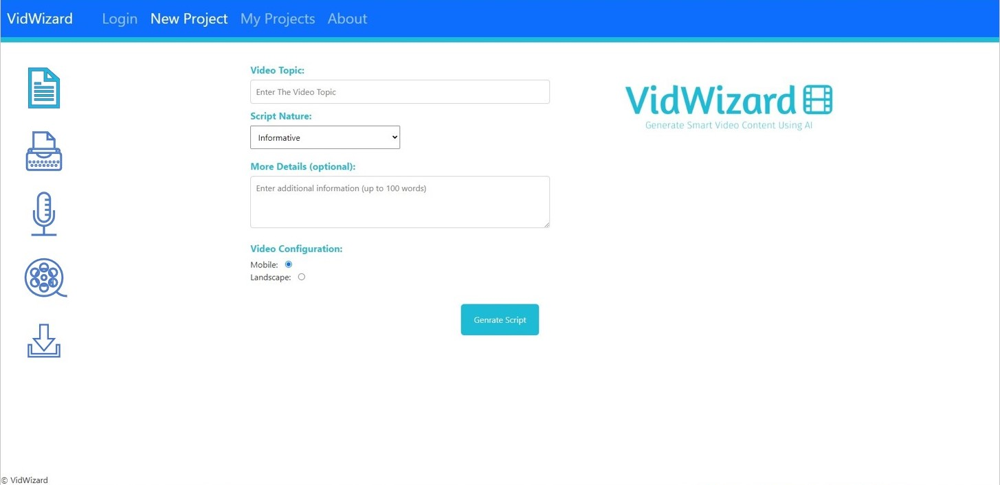 VidWizard Login New Project My Projects About
Video Topic:
Enter The Video Topic
Script Nature:
Informative
More Details (optional):
Enter additional information (up to 100 words)
Video Configuration:
Mobile:
Landscape:
Genrate Script
VidWizard
Generate Smart Video Content Using AI
© VidWizard